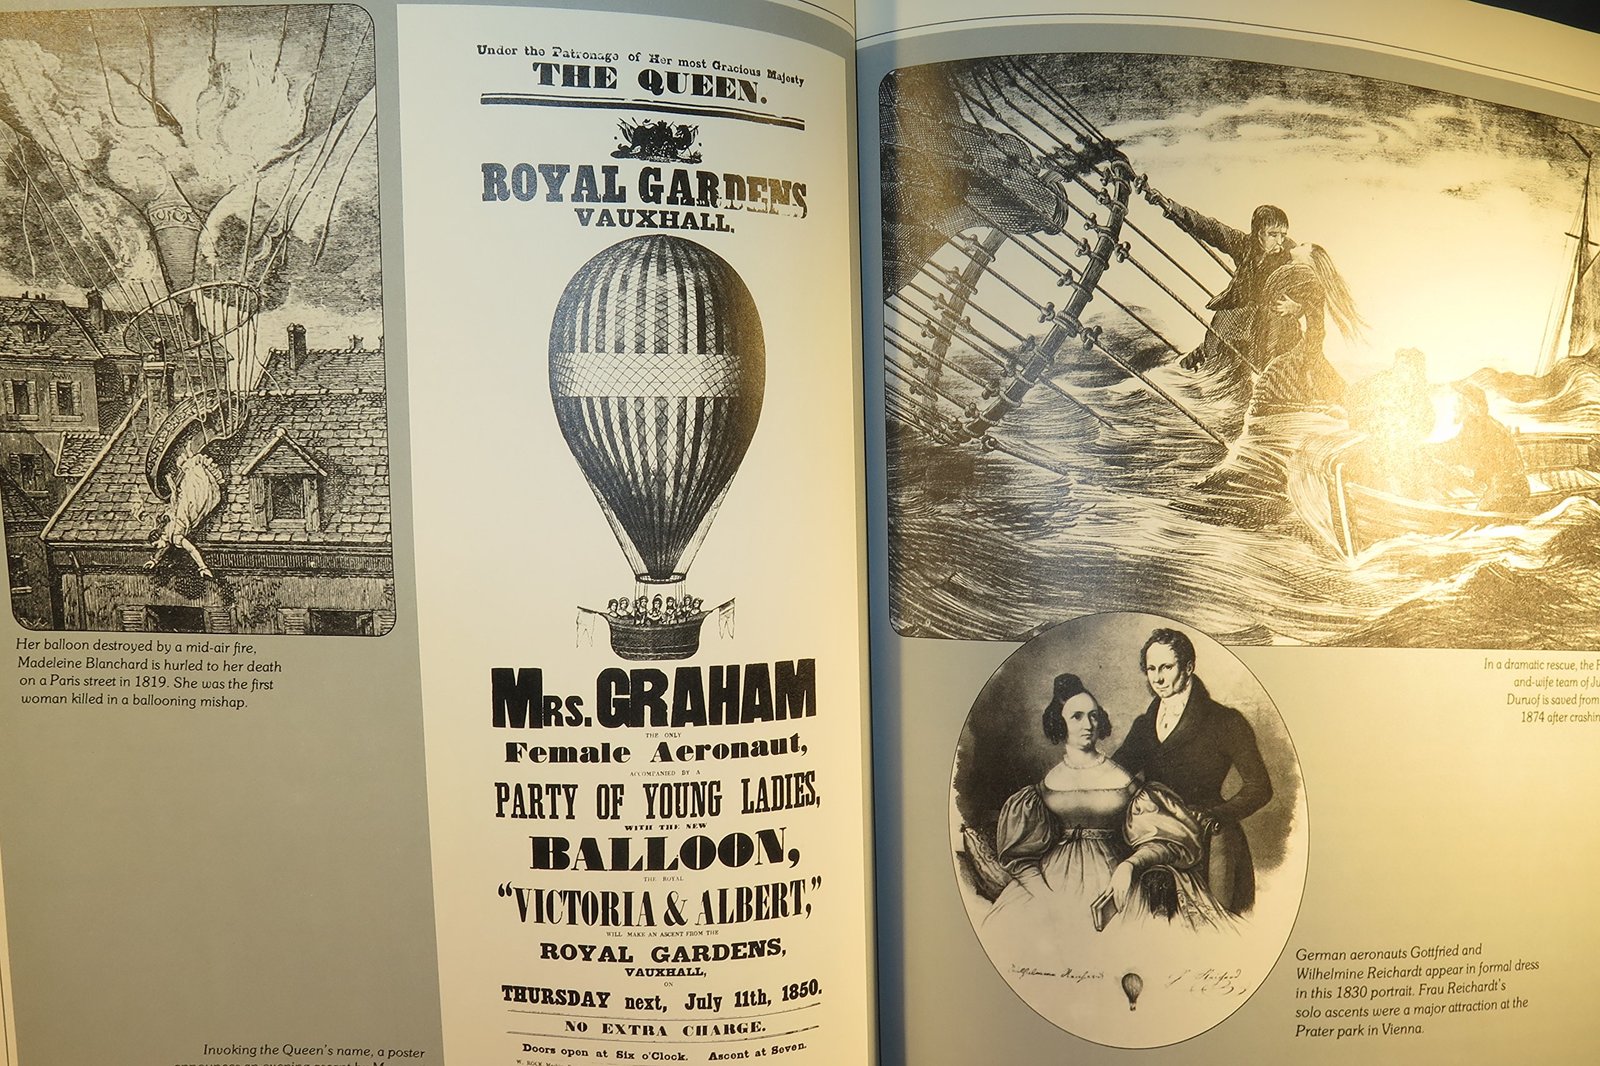 Her balloon destroyed by a mid-air fire,
Madeleine Blanchard is hurled to her death
on a Paris street in 1819. She was the first
woman killed in a ballooning mishap.
Under the Patronage of Her most Gracious Majesty
THE QUEEN.
ROYAL GARDENS
VAUXHALL.
MRS. GRAHAM
THE ONLY
Female Aeronaut,
ACCOMPANIED BY A
PARTY OF YOUNG LADIES,
WITH THE NEW
BALLOON,
THE ROYAL
"VICTORIA & ALBERT,"
WILL MAKE AN ASCENT FROM THE
ROYAL GARDENS,
VAUXHALL,
ON
THURSDAY next, July 11th, 1850.
NO EXTRA CHARGE.
Doors open at Six o'Clock. Ascent at Seven.
Invoking the Queen's name, a poster
In a dramatic rescue, the
and-wife team of
Duruof is saved from
1874 after
German aeronauts Gottfried and
Wilhelmine Reichardt appear in formal dress
in this 1830 portrait. Frau Reichardt's
solo ascents were a major attraction at the
Prater park in Vienna.